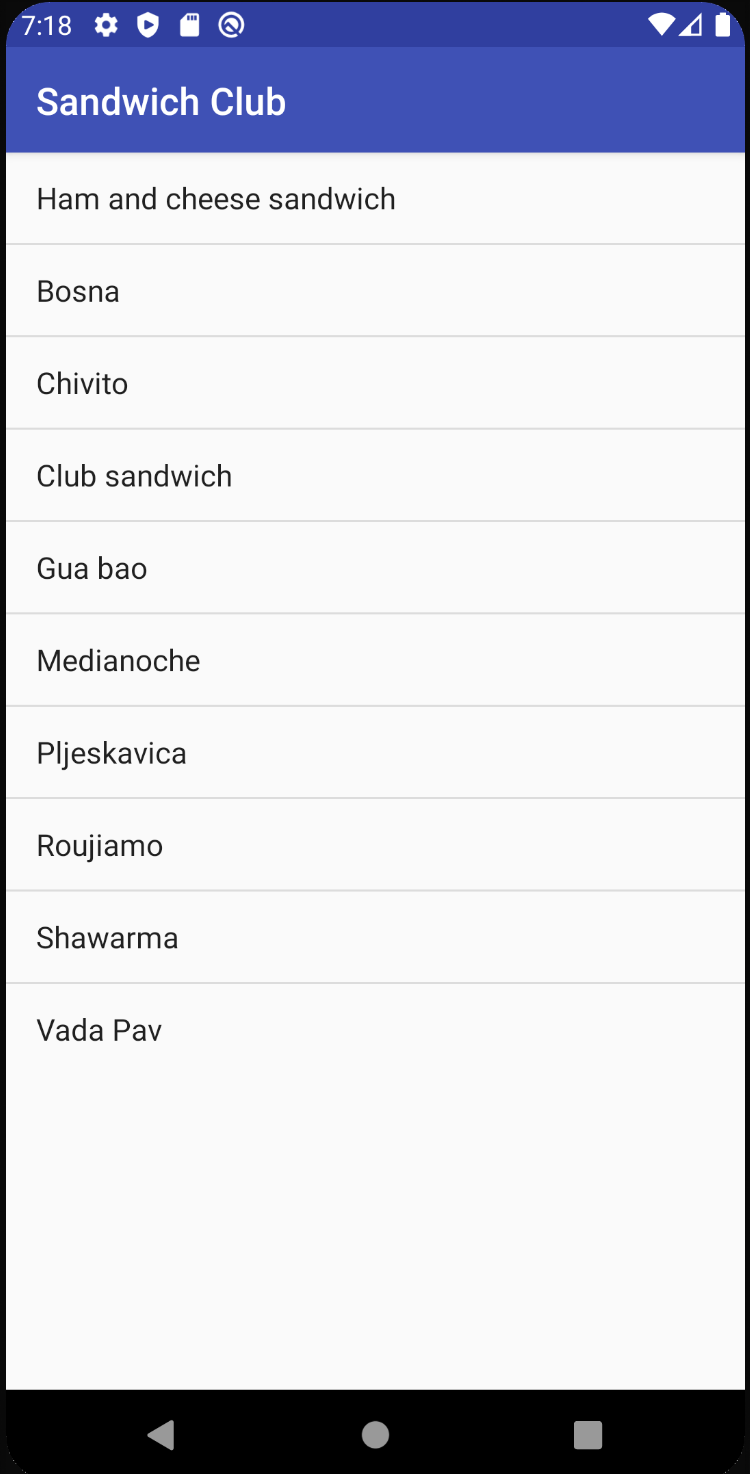 7:18
Sandwich Club
Ham and cheese sandwich
Bosna
Chivito
Club sandwich
Gua bao
Medianoche
Pljeskavica
Roujiamo
Shawarma
Vada Pav